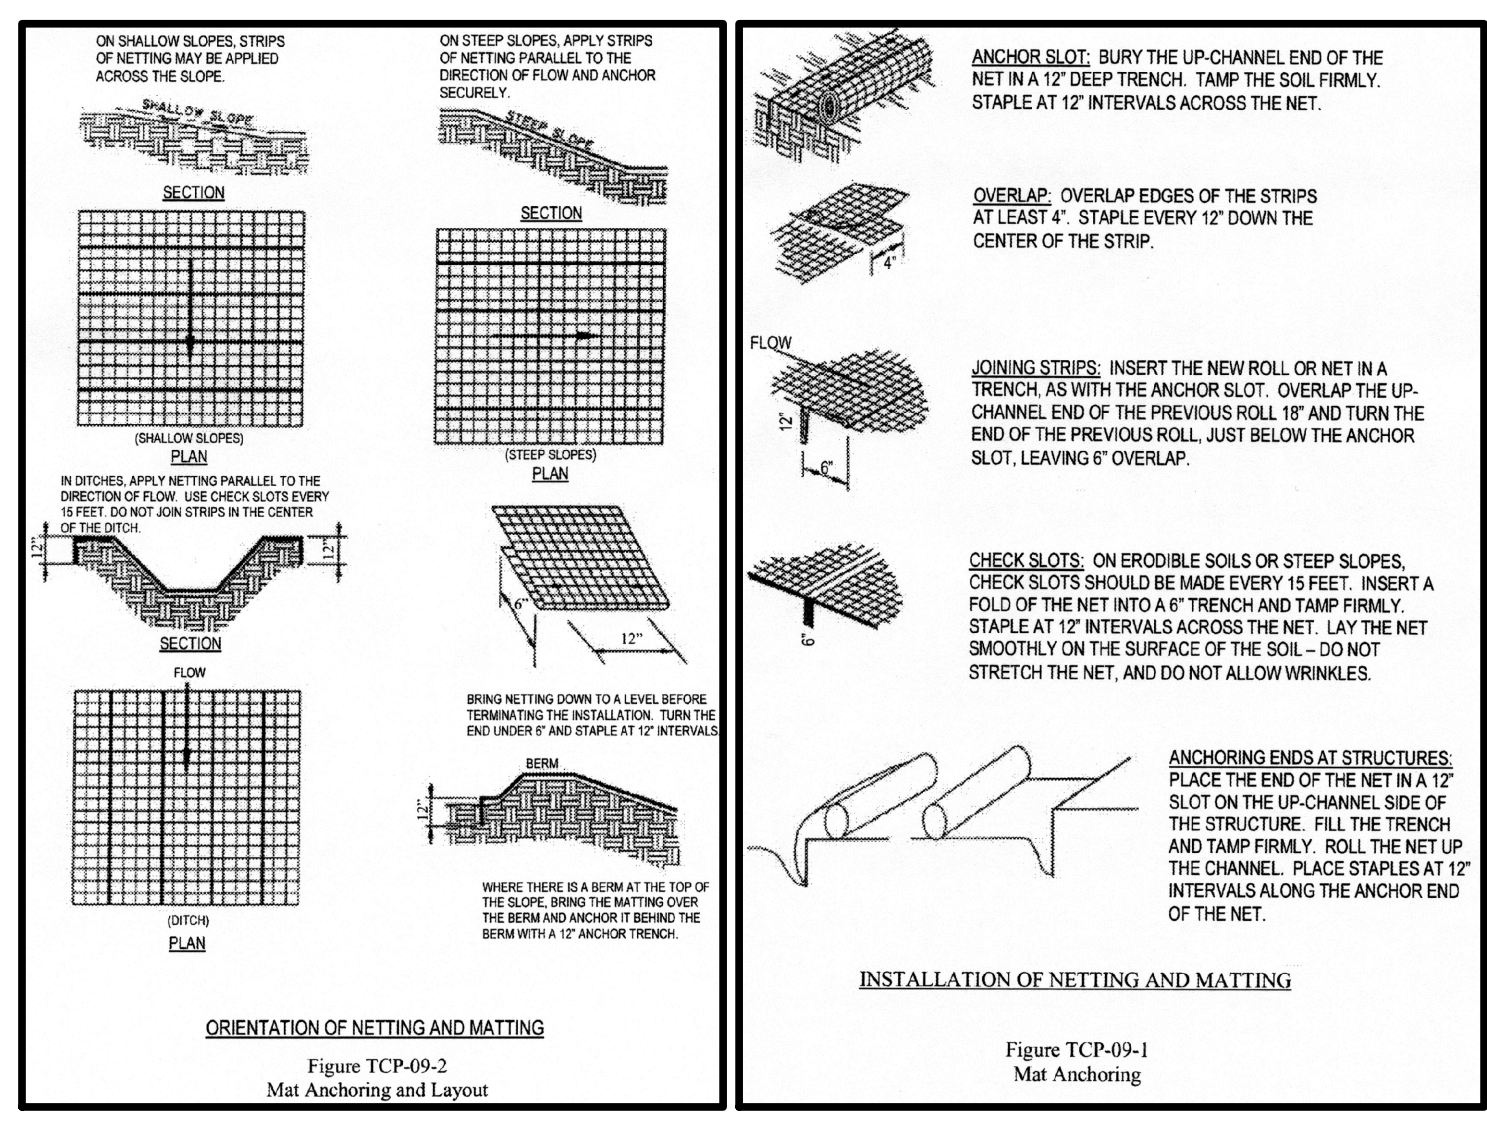 ON SHALLOW SLOPES, STRIPS
OF NETTING MAY BE APPLIED
ACROSS THE SLOPE.
SHALLOW SLOPE
SECTION
(SHALLOW SLOPES)
PLAN
ON STEEP SLOPES, APPLY STRIPS
OF NETTING PARALLEL TO THE
DIRECTION OF FLOW AND ANCHOR
SECURELY.
STEEP SLOPE
SECTION
(STEEP SLOPES)
PLAN
IN DITCHES, APPLY NETTING PARALLEL TO THE
DIRECTION OF FLOW. USE CHECK SLOTS EVERY
15 FEET. DO NOT JOIN STRIPS IN THE CENTER
OF THE DITCH.
12"
12"
SECTION
FLOW
(DITCH)
PLAN
6"
12"
BRING NETTING DOWN TO A LEVEL BEFORE
TERMINATING THE INSTALLATION. TURN THE
END UNDER 6" AND STAPLE AT 12" INTERVALS.
BERM
12"
WHERE THERE IS A BERM AT THE TOP OF
THE SLOPE, BRING THE MATTING OVER
THE BERM AND ANCHOR IT BEHIND THE
BERM WITH A 12" ANCHOR TRENCH.
ORIENTATION OF NETTING AND MATTING
Figure TCP-09-2
Mat Anchoring and Layout
ANCHOR SLOT: BURY THE UP-CHANNEL END OF THE
NET IN A 12" DEEP TRENCH. TAMP THE SOIL FIRMLY.
STAPLE AT 12" INTERVALS ACROSS THE NET.
OVERLAP: OVERLAP EDGES OF THE STRIPS
AT LEAST 4". STAPLE EVERY 12" DOWN THE
CENTER OF THE STRIP.
4"
FLOW
12"
6"
JOINING STRIPS: INSERT THE NEW ROLL OR NET IN A
TRENCH, AS WITH THE ANCHOR SLOT. OVERLAP THE UP-
CHANNEL END OF THE PREVIOUS ROLL 18" AND TURN THE
END OF THE PREVIOUS ROLL, JUST BELOW THE ANCHOR
SLOT, LEAVING 6" OVERLAP.
6"
CHECK SLOTS: ON ERODIBLE SOILS OR STEEP SLOPES,
CHECK SLOTS SHOULD BE MADE EVERY 15 FEET. INSERT A
FOLD OF THE NET INTO A 6" TRENCH AND TAMP FIRMLY.
STAPLE AT 12" INTERVALS ACROSS THE NET. LAY THE NET
SMOOTHLY ON THE SURFACE OF THE SOIL – DO NOT
STRETCH THE NET, AND DO NOT ALLOW WRINKLES.
ANCHORING ENDS AT STRUCTURES:
PLACE THE END OF THE NET IN A 12"
SLOT ON THE UP-CHANNEL SIDE OF
THE STRUCTURE. FILL THE TRENCH
AND TAMP FIRMLY. ROLL THE NET UP
THE CHANNEL. PLACE STAPLES AT 12"
INTERVALS ALONG THE ANCHOR END
OF THE NET.
INSTALLATION OF NETTING AND MATTING
Figure TCP-09-1
Mat Anchoring